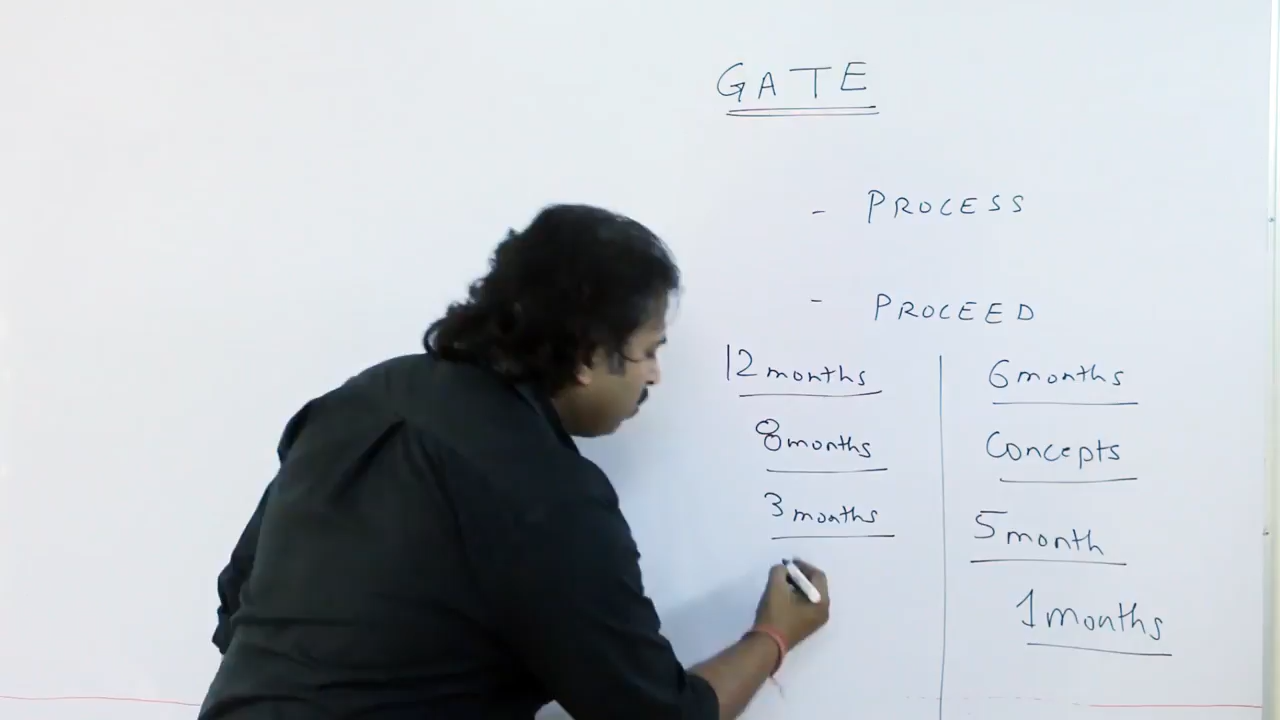 GATE
- PROCESS
- PROCEED
12 months
8 months
3 months
6 months
Concepts
5 month
1 months